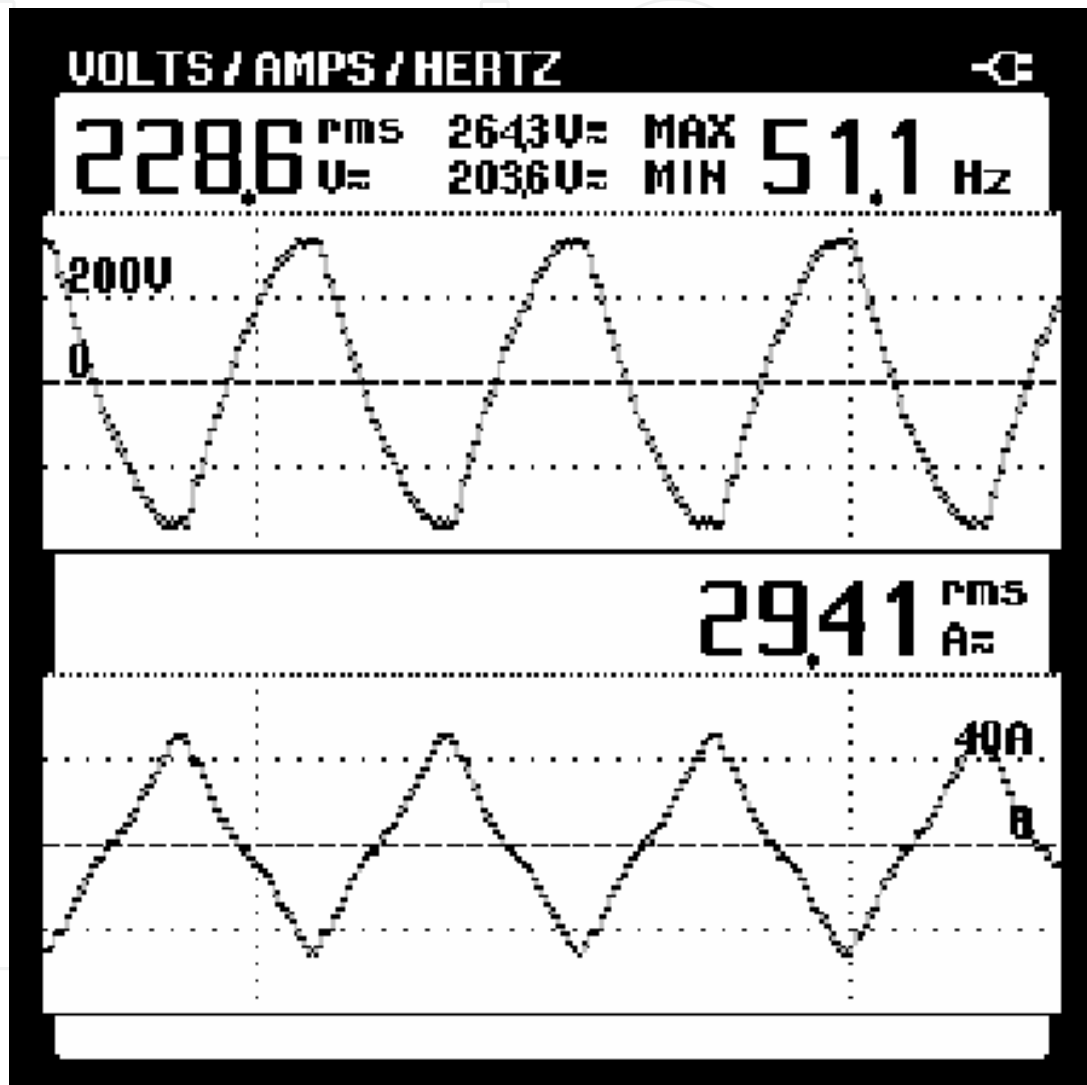 VOLTS/AMPS/HERTZ
228.6 rms V≂ 264.3V≂ MAX 51.1 Hz
203.6V≂ MIN
200V
0
29.41 rms A≂
40A
0